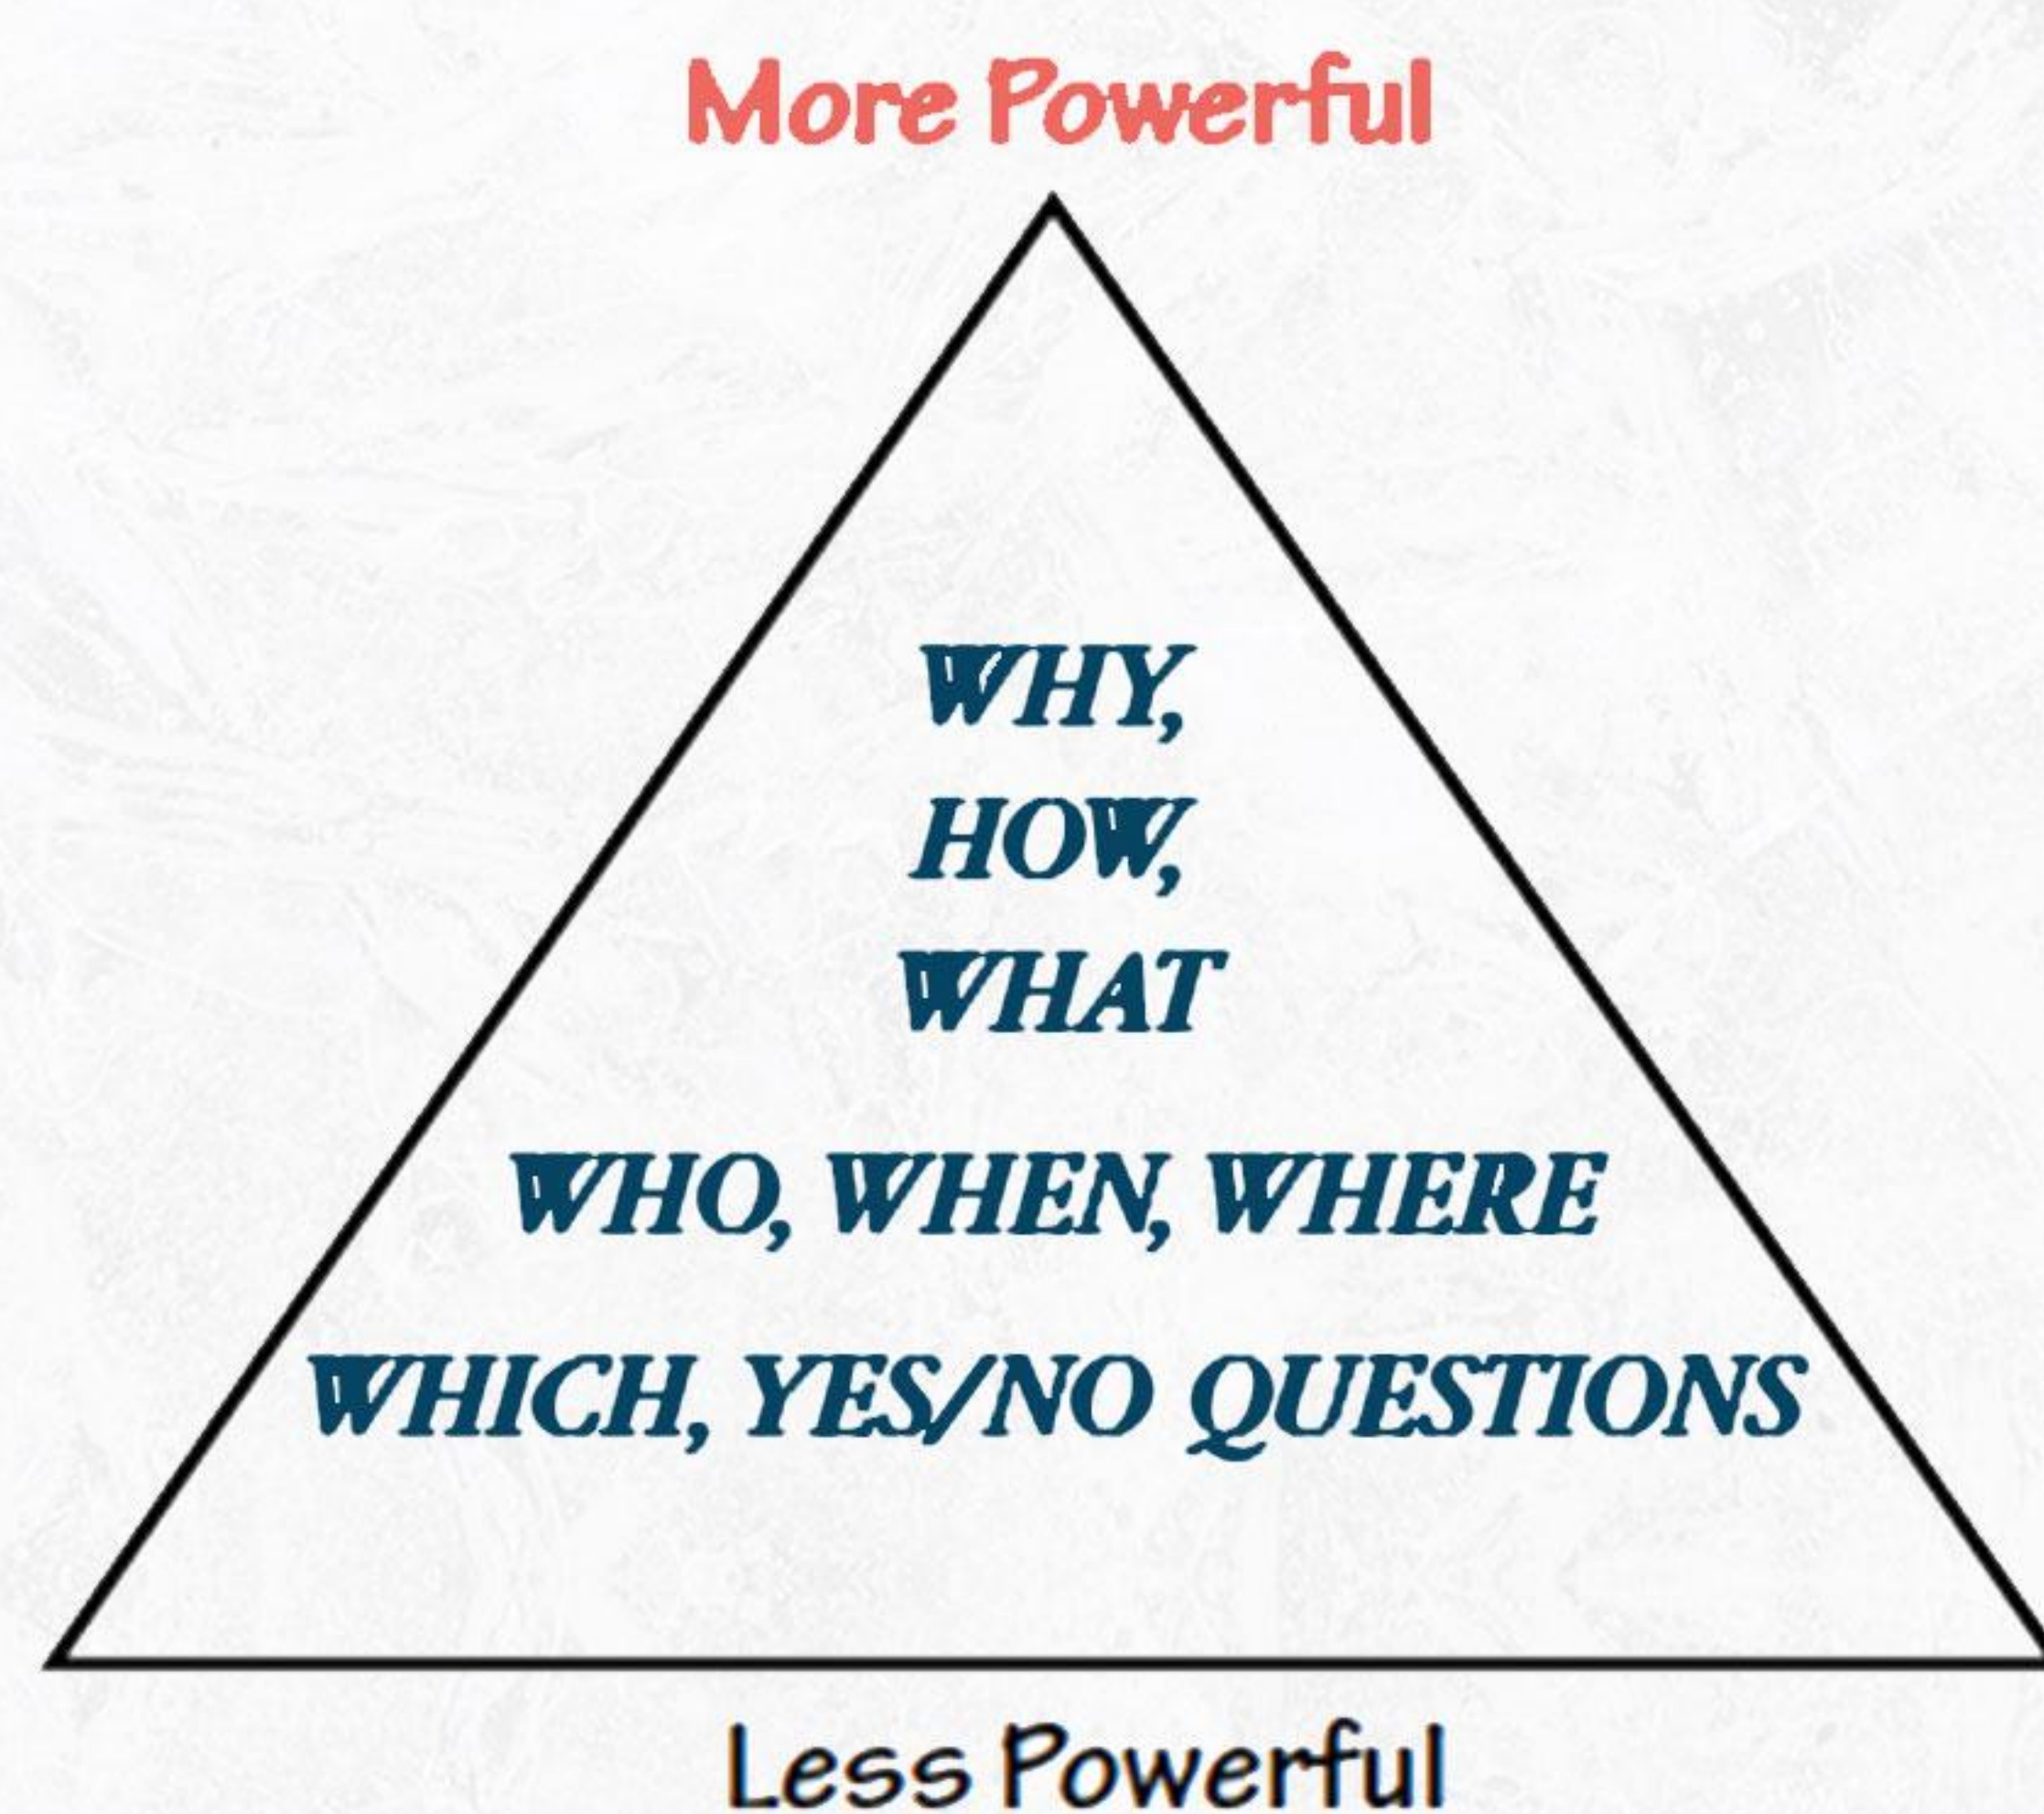 More Powerful
WHY,
HOW,
WHAT
WHO, WHEN, WHERE
WHICH, YES/NO QUESTIONS
Less Powerful